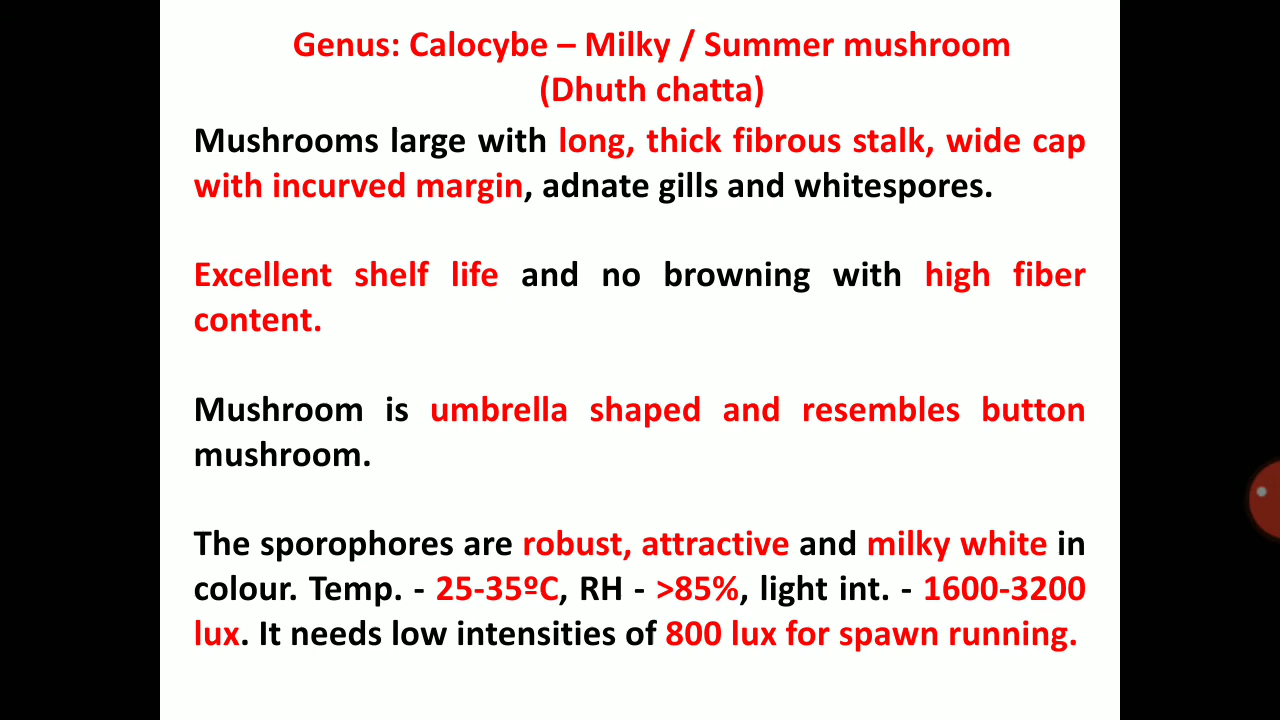 Genus: Calocybe – Milky / Summer mushroom
(Dhuth chatta)
Mushrooms large with long, thick fibrous stalk, wide cap
with incurved margin, adnate gills and whitespores.
Excellent shelf life and no browning with high fiber
content.
Mushroom is umbrella shaped and resembles button
mushroom.
The sporophores are robust, attractive and milky white in
colour. Temp. - 25-35ºC, RH - >85%, light int. - 1600-3200
lux. It needs low intensities of 800 lux for spawn running.